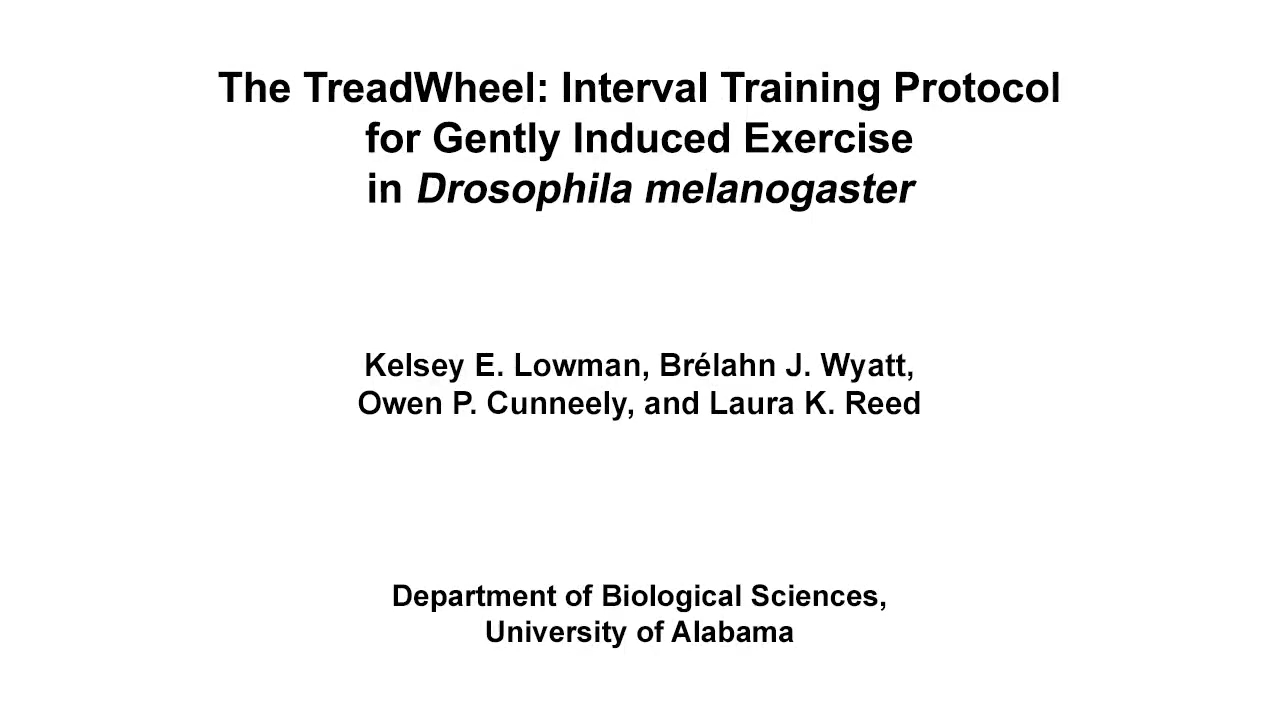 The TreadWheel: Interval Training Protocol
for Gently Induced Exercise
in Drosophila melanogaster
Kelsey E. Lowman, Brélahn J. Wyatt,
Owen P. Cunneely, and Laura K. Reed
Department of Biological Sciences,
University of Alabama